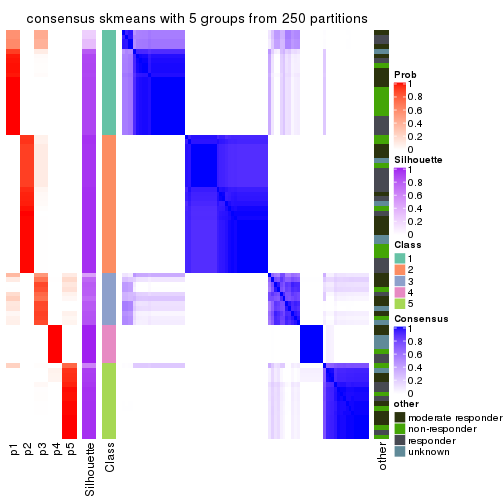 consensus skmeans with 5 groups from 250 partitions
Prob
1
0.8
0.6
0.4
0.2
0
Silhouette
1
0.8
0.6
0.4
0.2
0
Class
1
2
3
4
5
Consensus
1
0.8
0.6
0.4
0.2
0
other
moderate responder
non-responder
responder
unknown
p1
p2
p3
p4
p5
Silhouette
Class
other